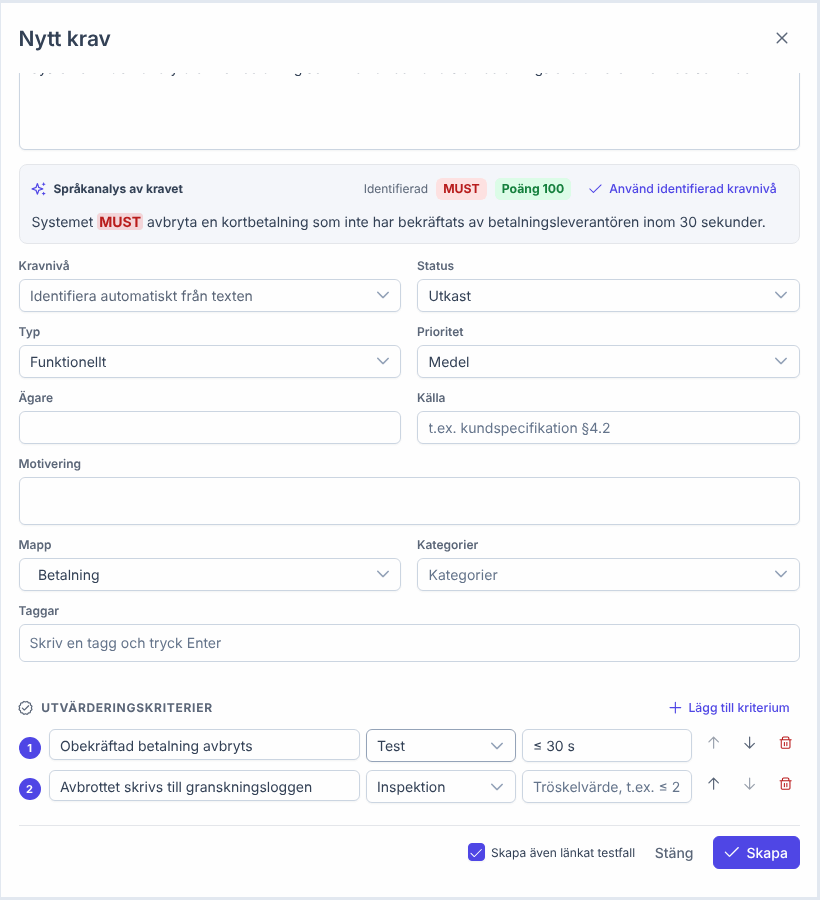 Nytt krav
Språkanalys av kravet
Identifierad MUST Poäng 100 Använd identifierad kravnivå
Systemet MUST avbryta en kortbetalning som inte har bekräftats av betalningsleverantören inom 30 sekunder.
Kravnivå Status
Identifiera automatiskt från texten Utkast
Typ Prioritet
Funktionellt Medel
Ägare Källa
t.ex. kundspecifikation §4.2
Motivering
Mapp Kategorier
Betalning Kategorier
Taggar
Skriv en tagg och tryck Enter
UTVÄRDERINGSKRITERIER Lägg till kriterium
1 Obekräftad betalning avbryts Test ≤ 30 s
2 Avbrottet skrivs till granskningsloggen Inspektion Tröskelvärde, t.ex. ≤ 2
Skapa även länkat testfall Stäng Skapa